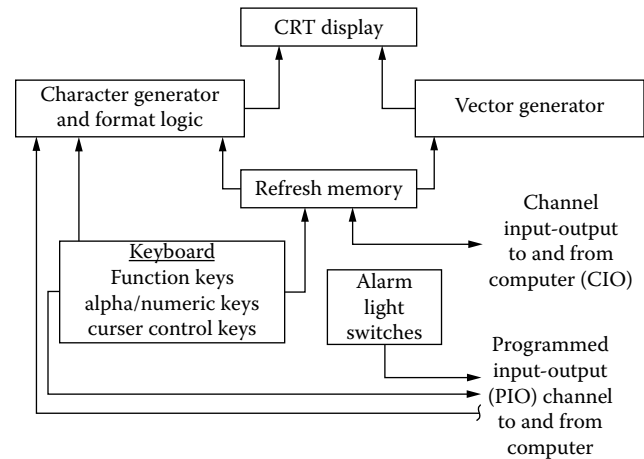 CRT display
Character generator
and format logic
Vector generator
Refresh memory
Channel
input-output
to and from
computer (CIO)
Keyboard
Function keys
alpha/numeric keys
curser control keys
Alarm
light
switches
Programmed
input-output
(PIO) channel
to and from
computer